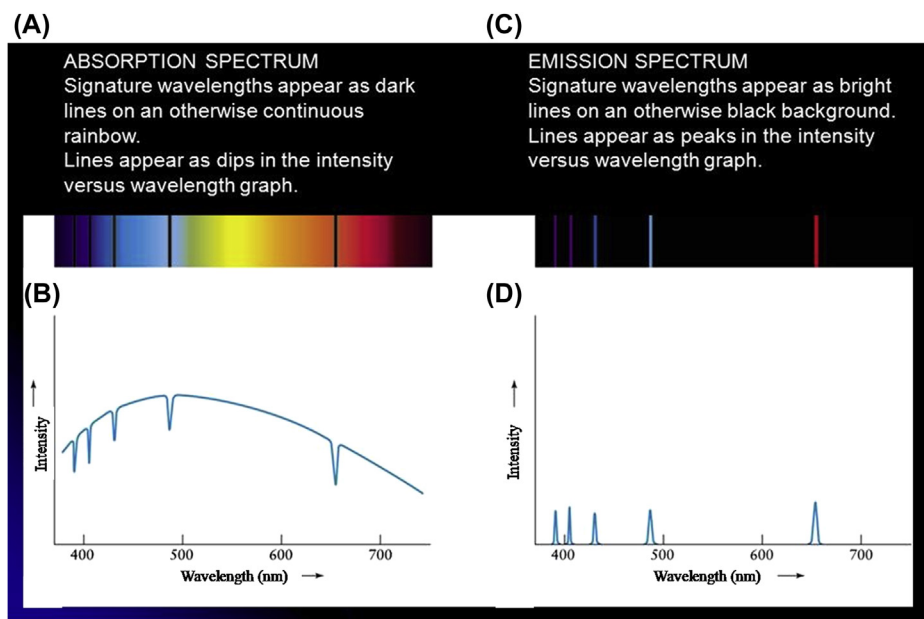 (A)
ABSORPTION SPECTRUM
Signature wavelengths appear as dark
lines on an otherwise continuous
rainbow.
Lines appear as dips in the intensity
versus wavelength graph.
(B)
Intensity
400
500
600
700
Wavelength (nm)
(C)
EMISSION SPECTRUM
Signature wavelengths appear as bright
lines on an otherwise black background.
Lines appear as peaks in the intensity
versus wavelength graph.
(D)
Intensity
400
500
600
700
Wavelength (nm)